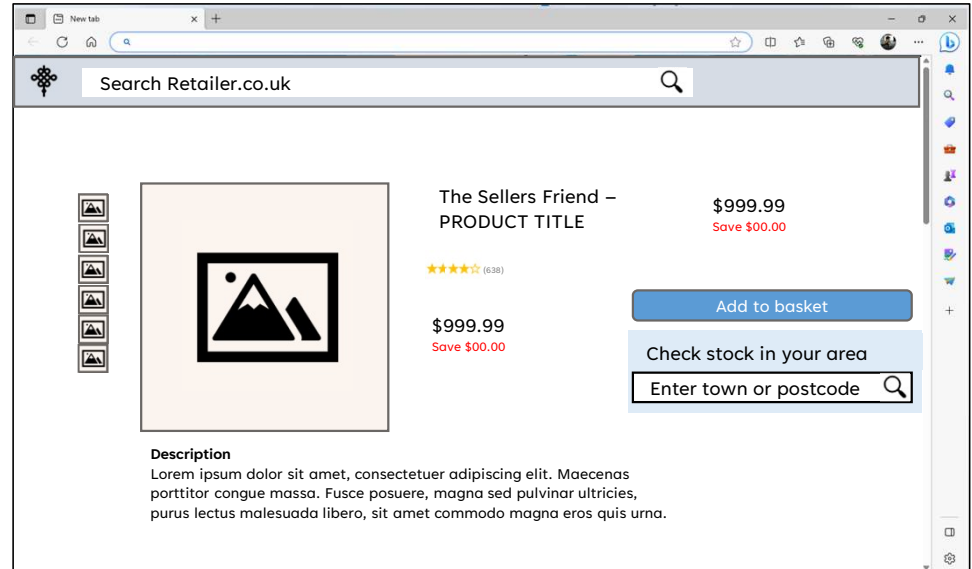 New tab
Search Retailer.co.uk
The Sellers Friend –
PRODUCT TITLE
$999.99
Save $00.00
(638)
Add to basket
$999.99
Save $00.00
Check stock in your area
Enter town or postcode
Description
Lorem ipsum dolor sit amet, consectetuer adipiscing elit. Maecenas
porttitor congue massa. Fusce posuere, magna sed pulvinar ultricies,
purus lectus malesuada libero, sit amet commodo magna eros quis urna.